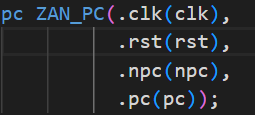 pc ZAN_PC(.clk(clk),
.rst(rst),
.npc(npc),
.pc(pc));